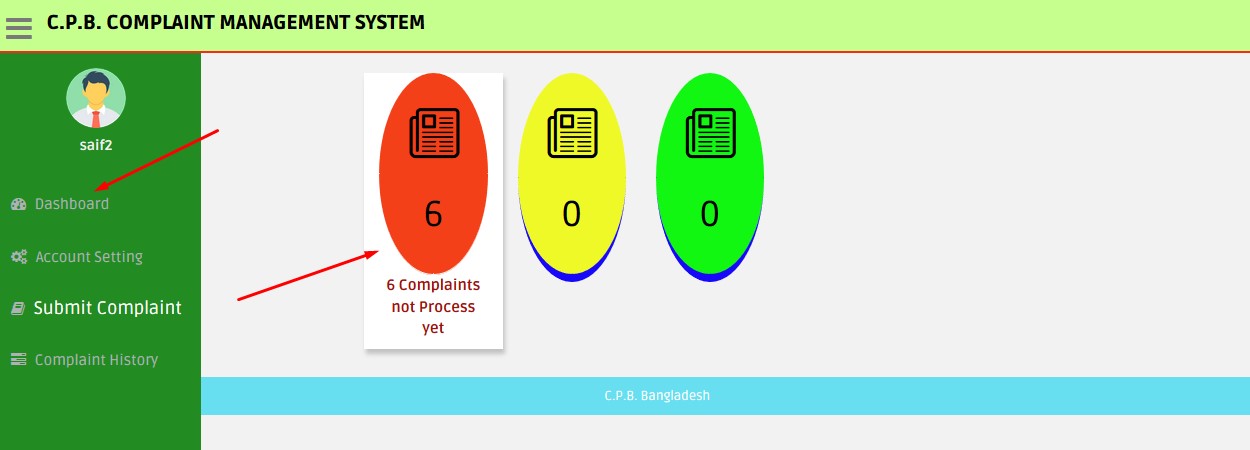 C.P.B. COMPLAINT MANAGEMENT SYSTEM
saif2
Dashboard
Account Setting
Submit Complaint
Complaint History
6
0
0
6 Complaints
not Process
yet
C.P.B. Bangladesh